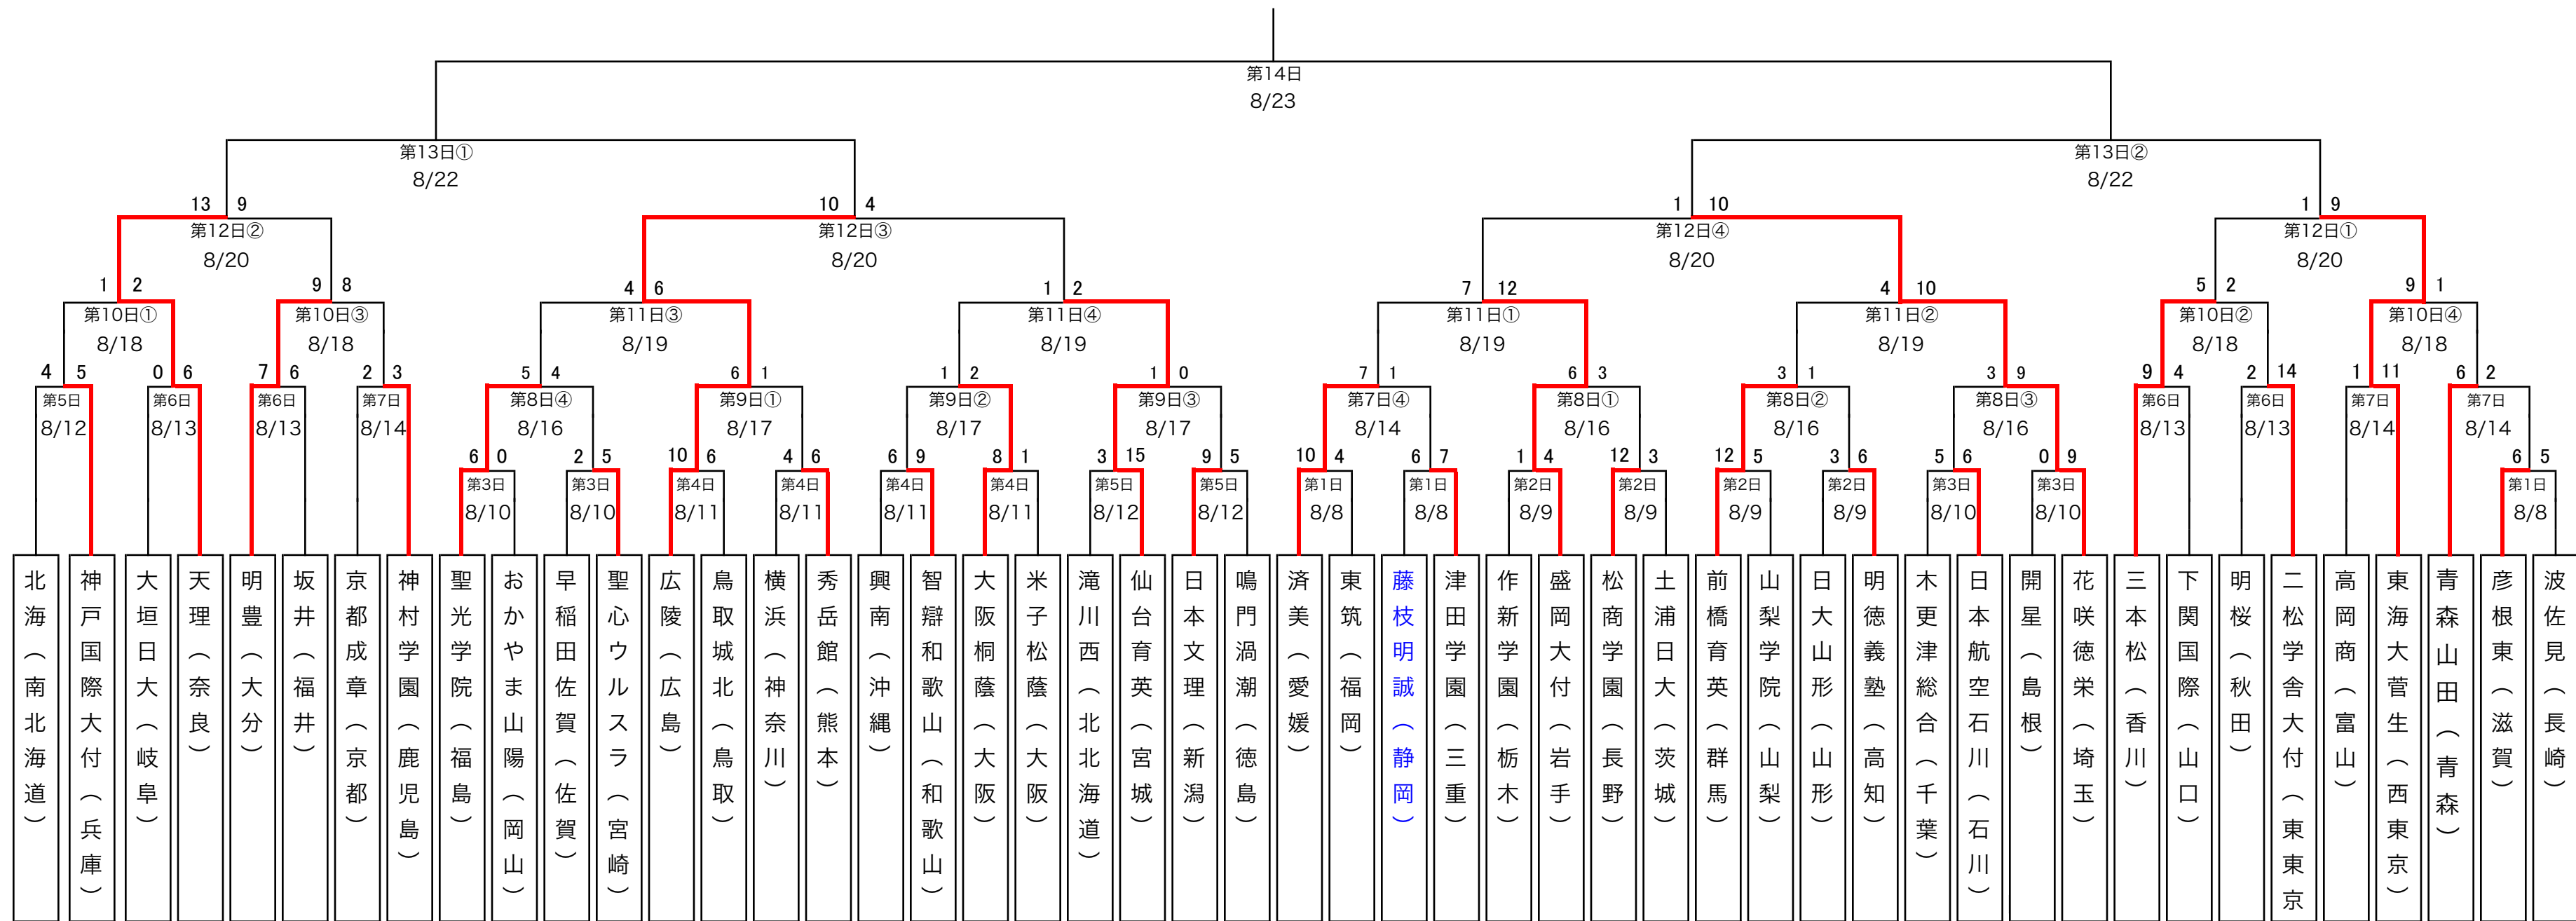 第14日
8/23
第13日①
8/22
第13日②
8/22
13 9
10 4
1 10
1 9
第12日②
8/20
第12日③
8/20
第12日④
8/20
第12日①
8/20
1 2
9 8
4 6
1 2
7 12
4 10
5 2
9 1
第10日①
8/18
第10日③
8/18
第11日③
8/19
第11日④
8/19
第11日①
8/19
第11日②
8/19
第10日②
8/18
第10日④
8/18
4 5
0 6
7 6
2 3
5 4
6 1
1 2
1 0
7 1
6 3
3 1
3 9
9 4
2 14
1 11
6 2
第5日
8/12
第6日
8/13
第6日
8/13
第7日
8/14
第8日④
8/16
第9日①
8/17
第9日②
8/17
第9日③
8/17
第7日④
8/14
第8日①
8/16
第8日②
8/16
第8日③
8/16
第6日
8/13
第6日
8/13
第7日
8/14
第7日
8/14
6 0
2 5
10 6
4 6
6 9
8 1
3 15
9 5
10 4
6 7
1 4
12 3
12 5
3 6
5 6
0 9
6 5
第3日
8/10
第3日
8/10
第4日
8/11
第4日
8/11
第4日
8/11
第4日
8/11
第5日
8/12
第5日
8/12
第1日
8/8
第1日
8/8
第2日
8/9
第2日
8/9
第2日
8/9
第2日
8/9
第3日
8/10
第3日
8/10
第1日
8/8
北海（南北海道）
神戸国際大付（兵庫）
大垣日大（岐阜）
天理（奈良）
明豊（大分）
坂井（福井）
京都成章（京都）
神村学園（鹿児島）
聖光学院（福島）
おかやま山陽（岡山）
早稲田佐賀（佐賀）
聖心ウルスラ（宮崎）
広陵（広島）
鳥取城北（鳥取）
横浜（神奈川）
秀岳館（熊本）
興南（沖縄）
智辯和歌山（和歌山）
大阪桐蔭（大阪）
米子松蔭（大阪）
滝川西（北北海道）
仙台育英（宮城）
日本文理（新潟）
鳴門渦潮（徳島）
済美（愛媛）
東筑（福岡）
藤枝明誠（静岡）
津田学園（三重）
作新学園（栃木）
盛岡大付（岩手）
松商学園（長野）
土浦日大（茨城）
前橋育英（群馬）
山梨学院（山梨）
日大山形（山形）
明徳義塾（高知）
木更津総合（千葉）
日本航空石川（石川）
開星（島根）
花咲徳栄（埼玉）
三本松（香川）
下関国際（山口）
明桜（秋田）
二松学舎大付（東東京
高岡商（富山）
東海大菅生（西東京）
青森山田（青森）
彦根東（滋賀）
波佐見（長崎）